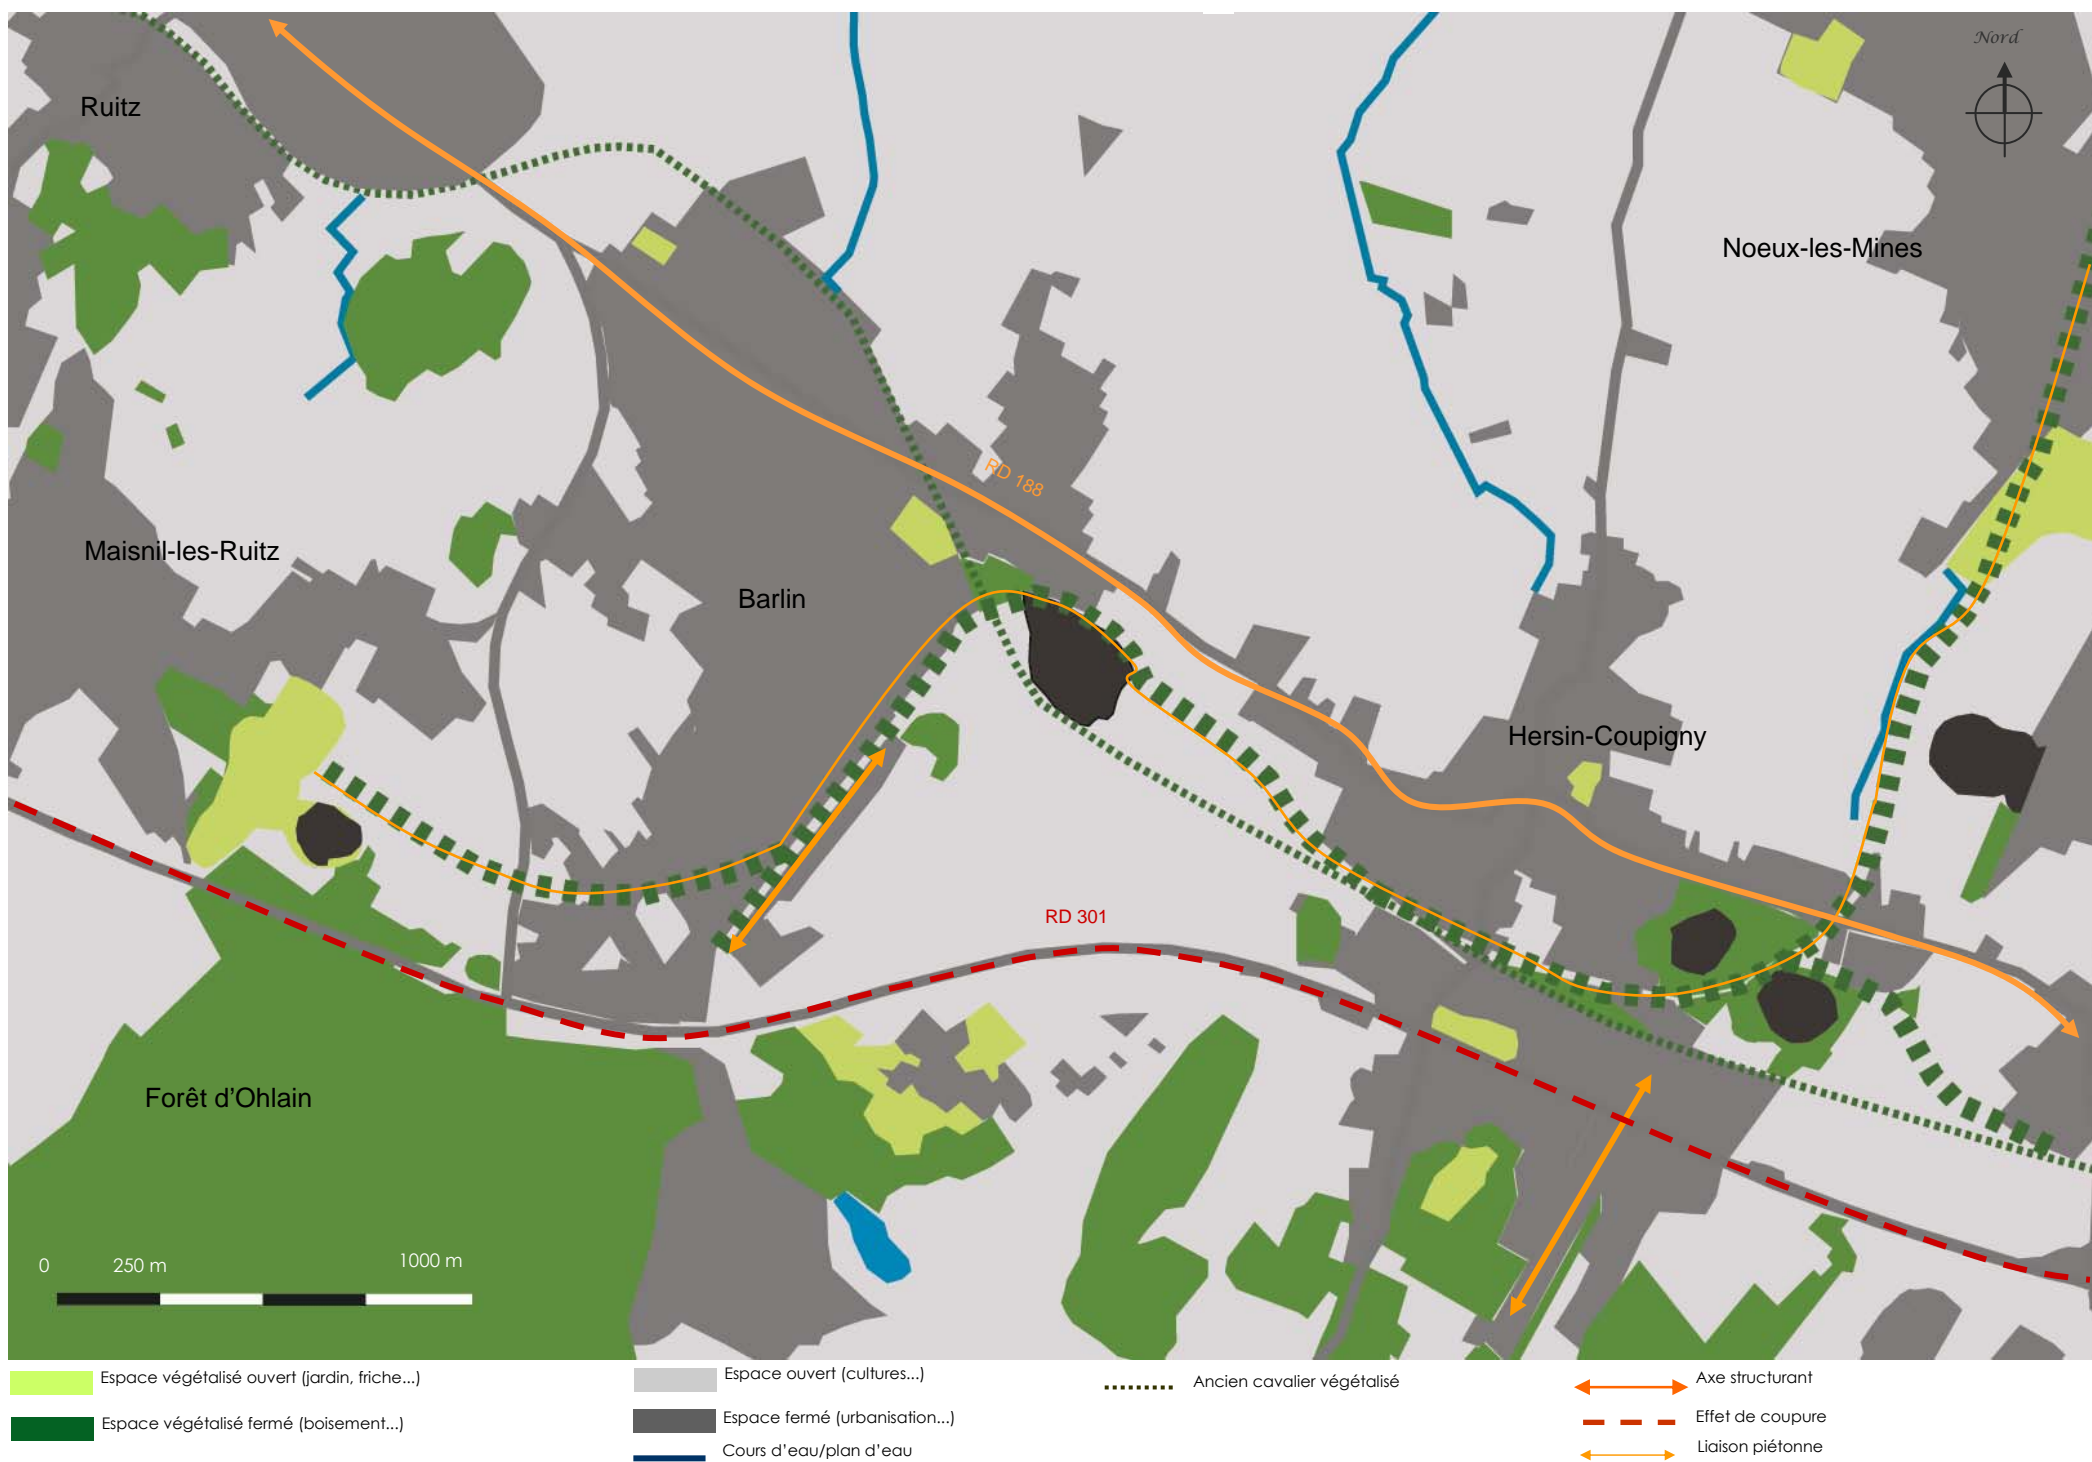 Nord
Ruitz
Noeux-les-Mines
RD 188
Maisnil-les-Ruitz
Barlin
Hersin-Coupigny
RD 301
Forêt d'Ohlain
0 250 m 1000 m
Espace végétalisé ouvert (jardin, friche...)
Espace végétalisé fermé (boisement...)
Espace ouvert (cultures...)
Espace fermé (urbanisation...)
Cours d'eau/plan d'eau
Ancien cavalier végétalisé
Axe structurant
Effet de coupure
Liaison piétonne